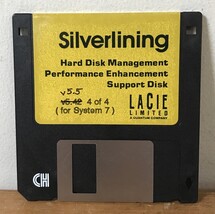 Silverlining
Hard Disk Management
Performance Enhancement
Support Disk
v 5.5
v5.42 4 of 4
(for System 7)
LACIE
LIMITED
A QUANTUM COMPANY
CH